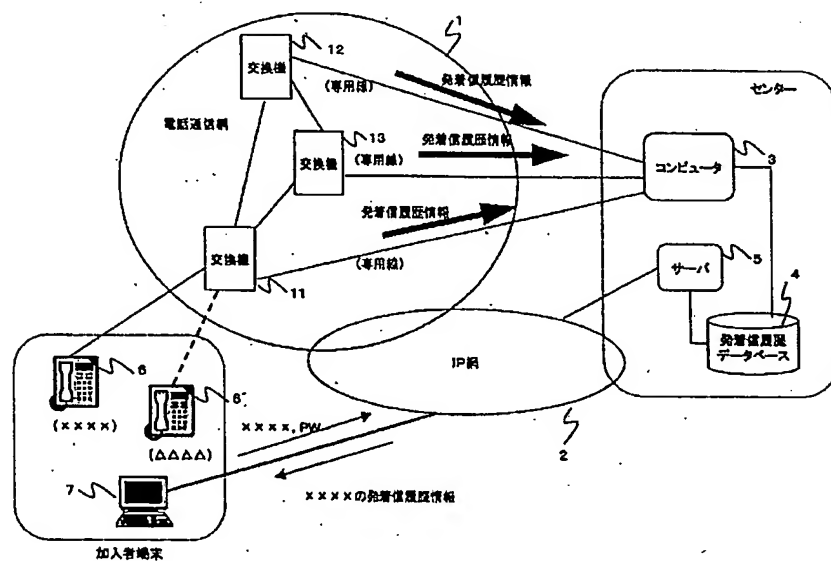 1
12
交換機
発着信履歴情報
(専用線)
センター
電話通信網
13
発着信履歴情報
3
交換機
(専用線)
コンピュータ
発着信履歴情報
交換機
5
4
(専用線)
サーバ
11
発着信履歴
データベース
IP網
6
6'
(××××)
××××, PW
(△△△△)
2
7
××××の発着信履歴情報
加入者端末